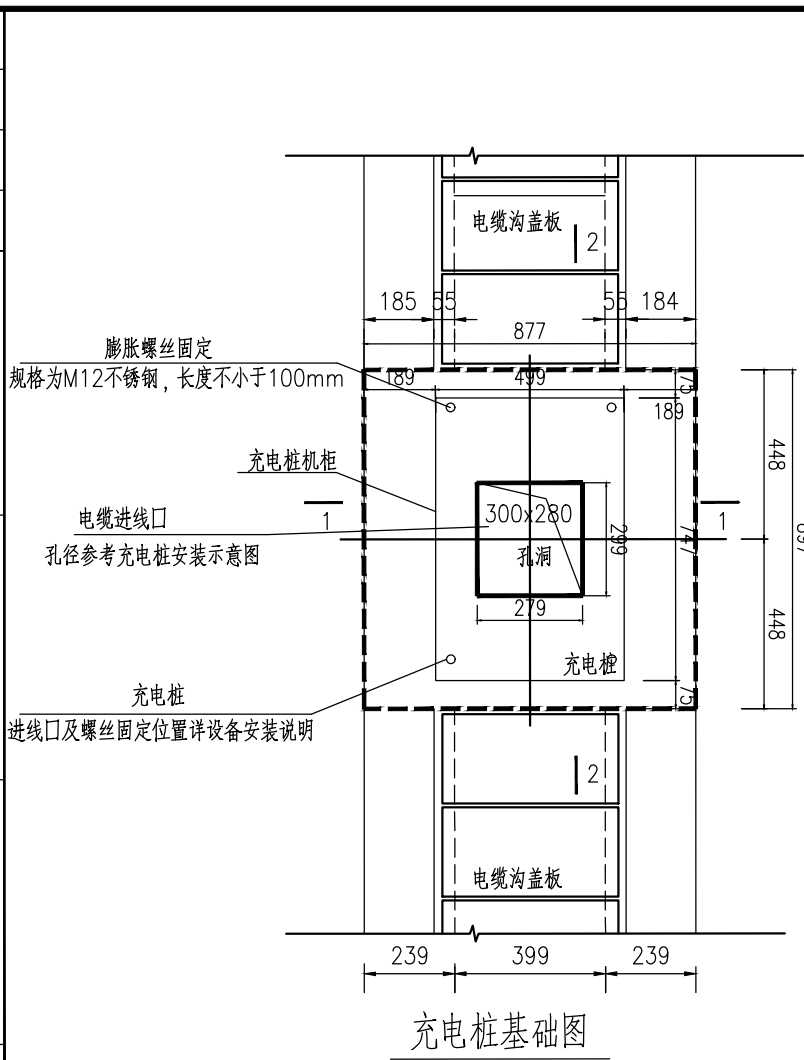 电缆沟盖板
2
185 55 55 184
877
膨胀螺丝固定
规格为M12不锈钢，长度不小于100mm
189 499 75
189
448
充电桩机柜
电缆进线口
孔径参考充电桩安装示意图
1
300x280
孔洞
299
747
1
897
279
448
充电桩
充电桩
进线口及螺丝固定位置详设备安装说明
75
2
电缆沟盖板
239 399 239
充电桩基础图